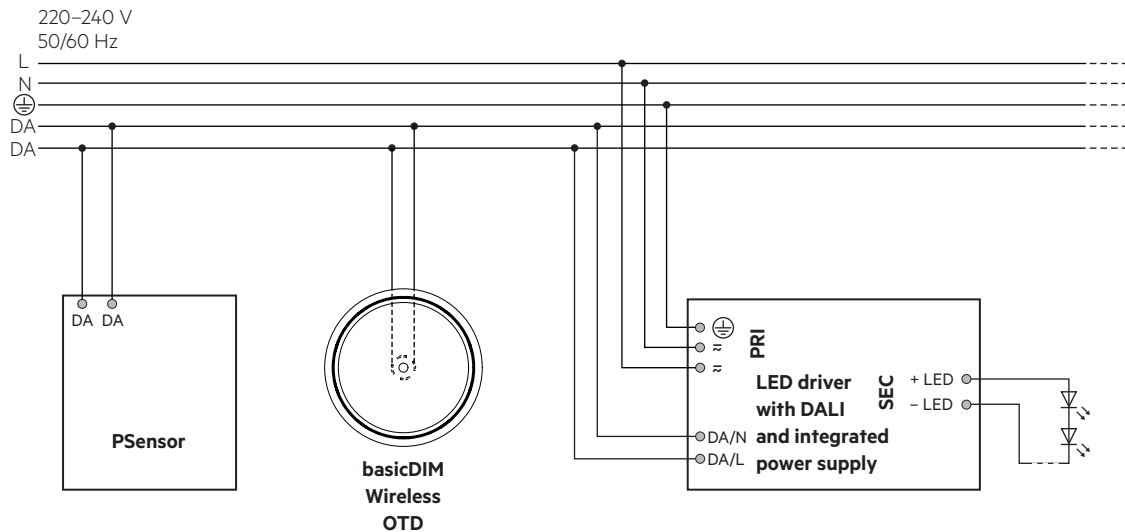 220–240 V
50/60 Hz
L
N
DA
DA
DA DA
PSensor
basicDIM
Wireless
OTD
PRI
LED driver
with DALI
and integrated
power supply
DA/N
DA/L
SEC
+ LED
– LED